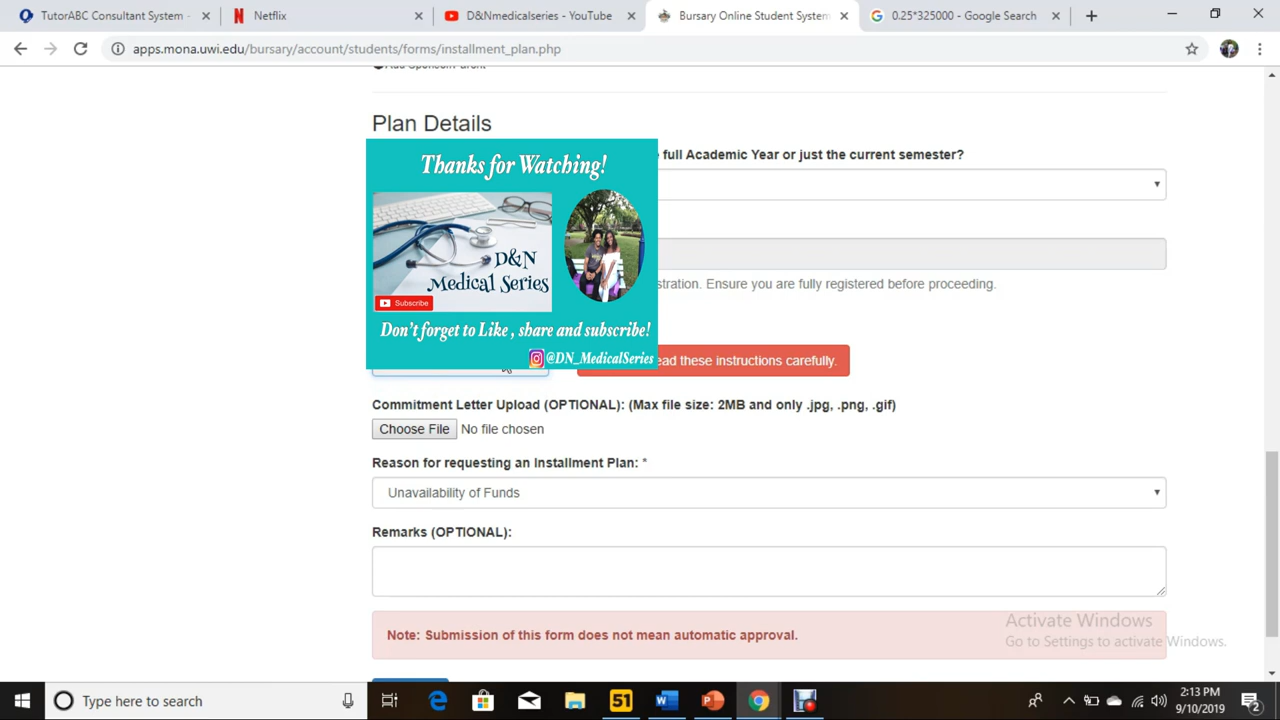 TutorABC Consultant System -
Netflix
D&Nmedicalseries - YouTube
Bursary Online Student System
0.25*325000 - Google Search
apps.mona.uwi.edu/bursary/account/students/forms/installment_plan.php
Plan Details
full Academic Year or just the current semester?
Thanks for Watching!
D&N
Medical Series
Subscribe
Don't forget to Like , share and subscribe!
@DN_MedicalSeries
stration. Ensure you are fully registered before proceeding.
ead these instructions carefully.
Commitment Letter Upload (OPTIONAL): (Max file size: 2MB and only .jpg, .png, .gif)
Choose File No file chosen
Reason for requesting an Installment Plan: *
Unavailability of Funds
Remarks (OPTIONAL):
Note: Submission of this form does not mean automatic approval.
Activate Windows
Go to Settings to activate Windows.
Type here to search
51
2:13 PM
9/10/2019
2